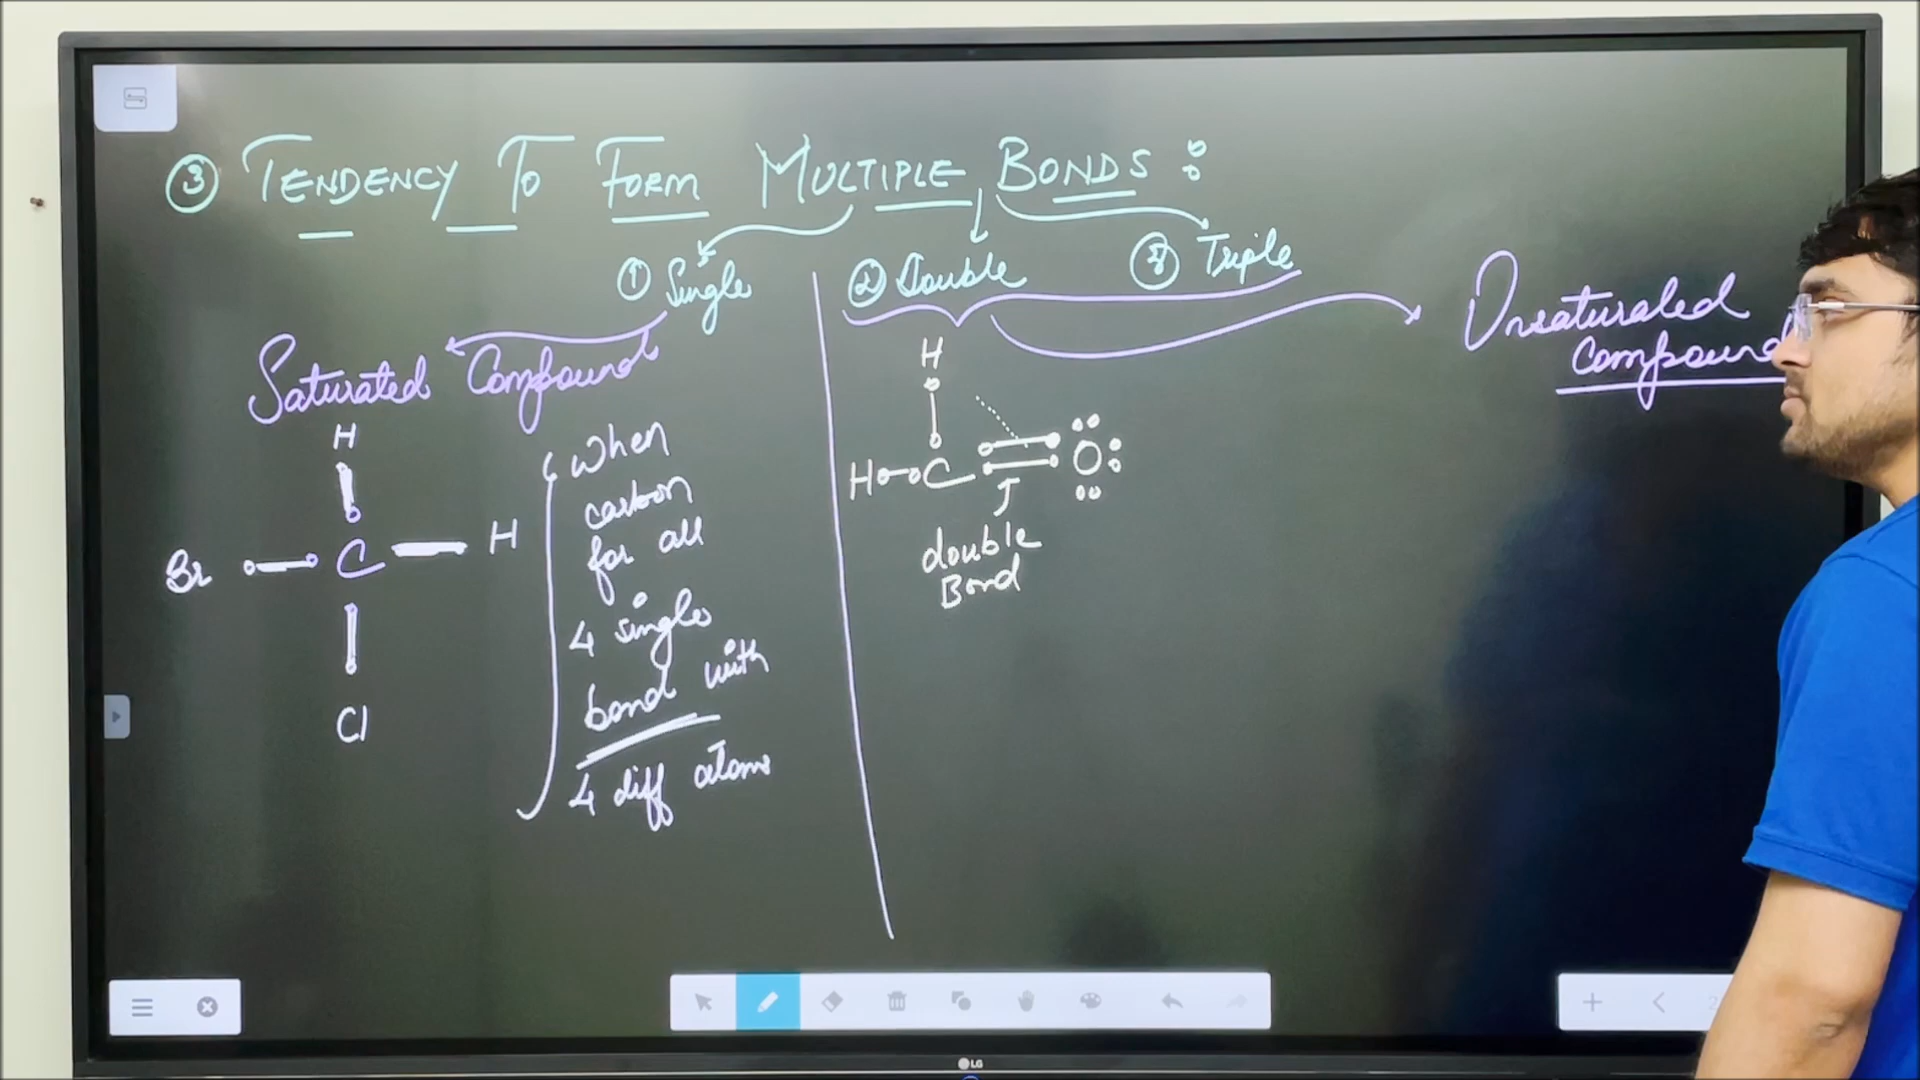 ③ TENDENCY TO FORM MULTIPLE BONDS :
① Single
② Double
③ Triple
Saturated Compound
Unsaturated
Compound
H
Br C H
Cl
When
carbon
for all
4 single
bond with
4 diff atoms
H
H C O
double
Bond
LG